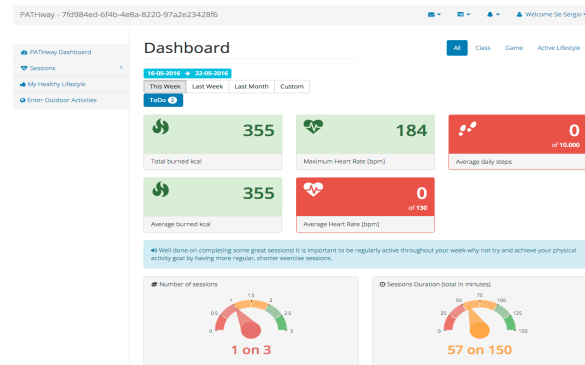 PATHway - 7fd984ed-6f4b-4e8a-8220-97a2e23428f6
Welcome Se-Sergio
PATHway Dashboard
Sessions
My Healthy Lifestyle
Enter Outdoor Activities
Dashboard
All Class Game Active Lifestyle
16-05-2016 → 22-05-2016
This Week Last Week Last Month Custom
ToDo 2
355
Total burned kcal
184
Maximum Heart Rate [bpm]
0
of 10.000
Average daily steps
355
Average burned kcal
0
of 130
Average Heart Rate [bpm]
Well done on completing some great sessions! It is important to be regularly active throughout your week-why not try and achieve your physical
activity goal by having more regular, shorter exercise sessions.
# Number of sessions
0 0.5 1 1.5 2 2.5 3
1 on 3
Sessions Duration (total in minutes)
0 25 50 75 100 125 150
57 on 150